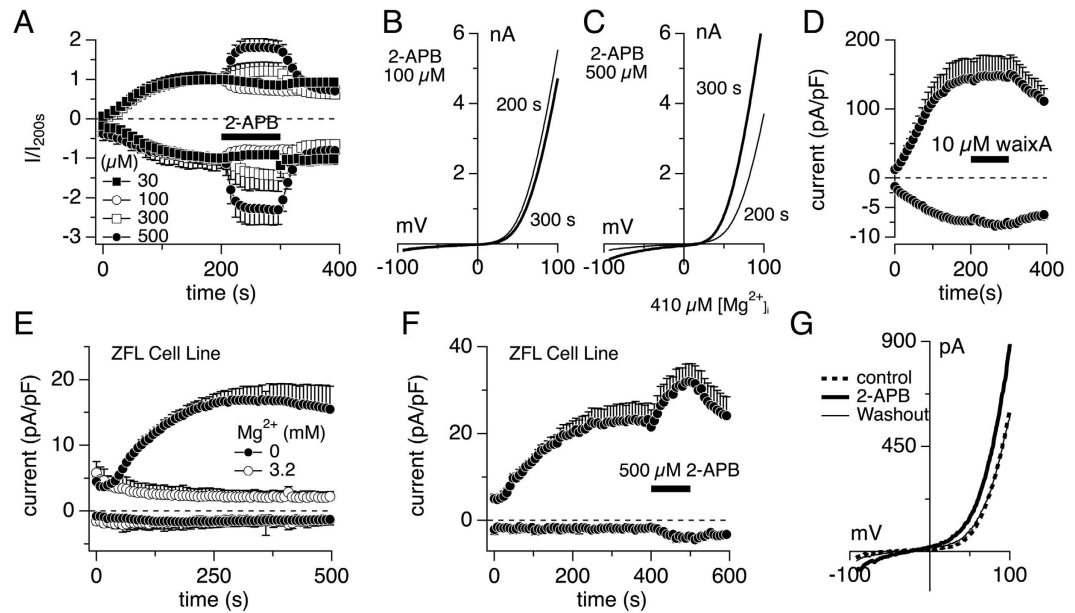 A
I/I200s
2
1
0
-1
-2
-3
2-APB
(µM)
30
100
300
500
0
200
400
time (s)
B
2-APB
100 µM
nA
6
4
2
200 s
300 s
mV
-100
0
100
C
2-APB
500 µM
nA
6
4
2
300 s
200 s
mV
-100
0
100
410 µM [Mg2+]i
D
current (pA/pF)
200
150
100
50
0
-5
-10
10 µM waixA
0
200
400
time(s)
E
ZFL Cell Line
current (pA/pF)
20
10
0
Mg2+ (mM)
0
3.2
0
250
500
time (s)
F
ZFL Cell Line
current (pA/pF)
40
20
0
500 µM 2-APB
0
200
400
600
time (s)
G
900
pA
control
2-APB
Washout
450
mV
-100
100